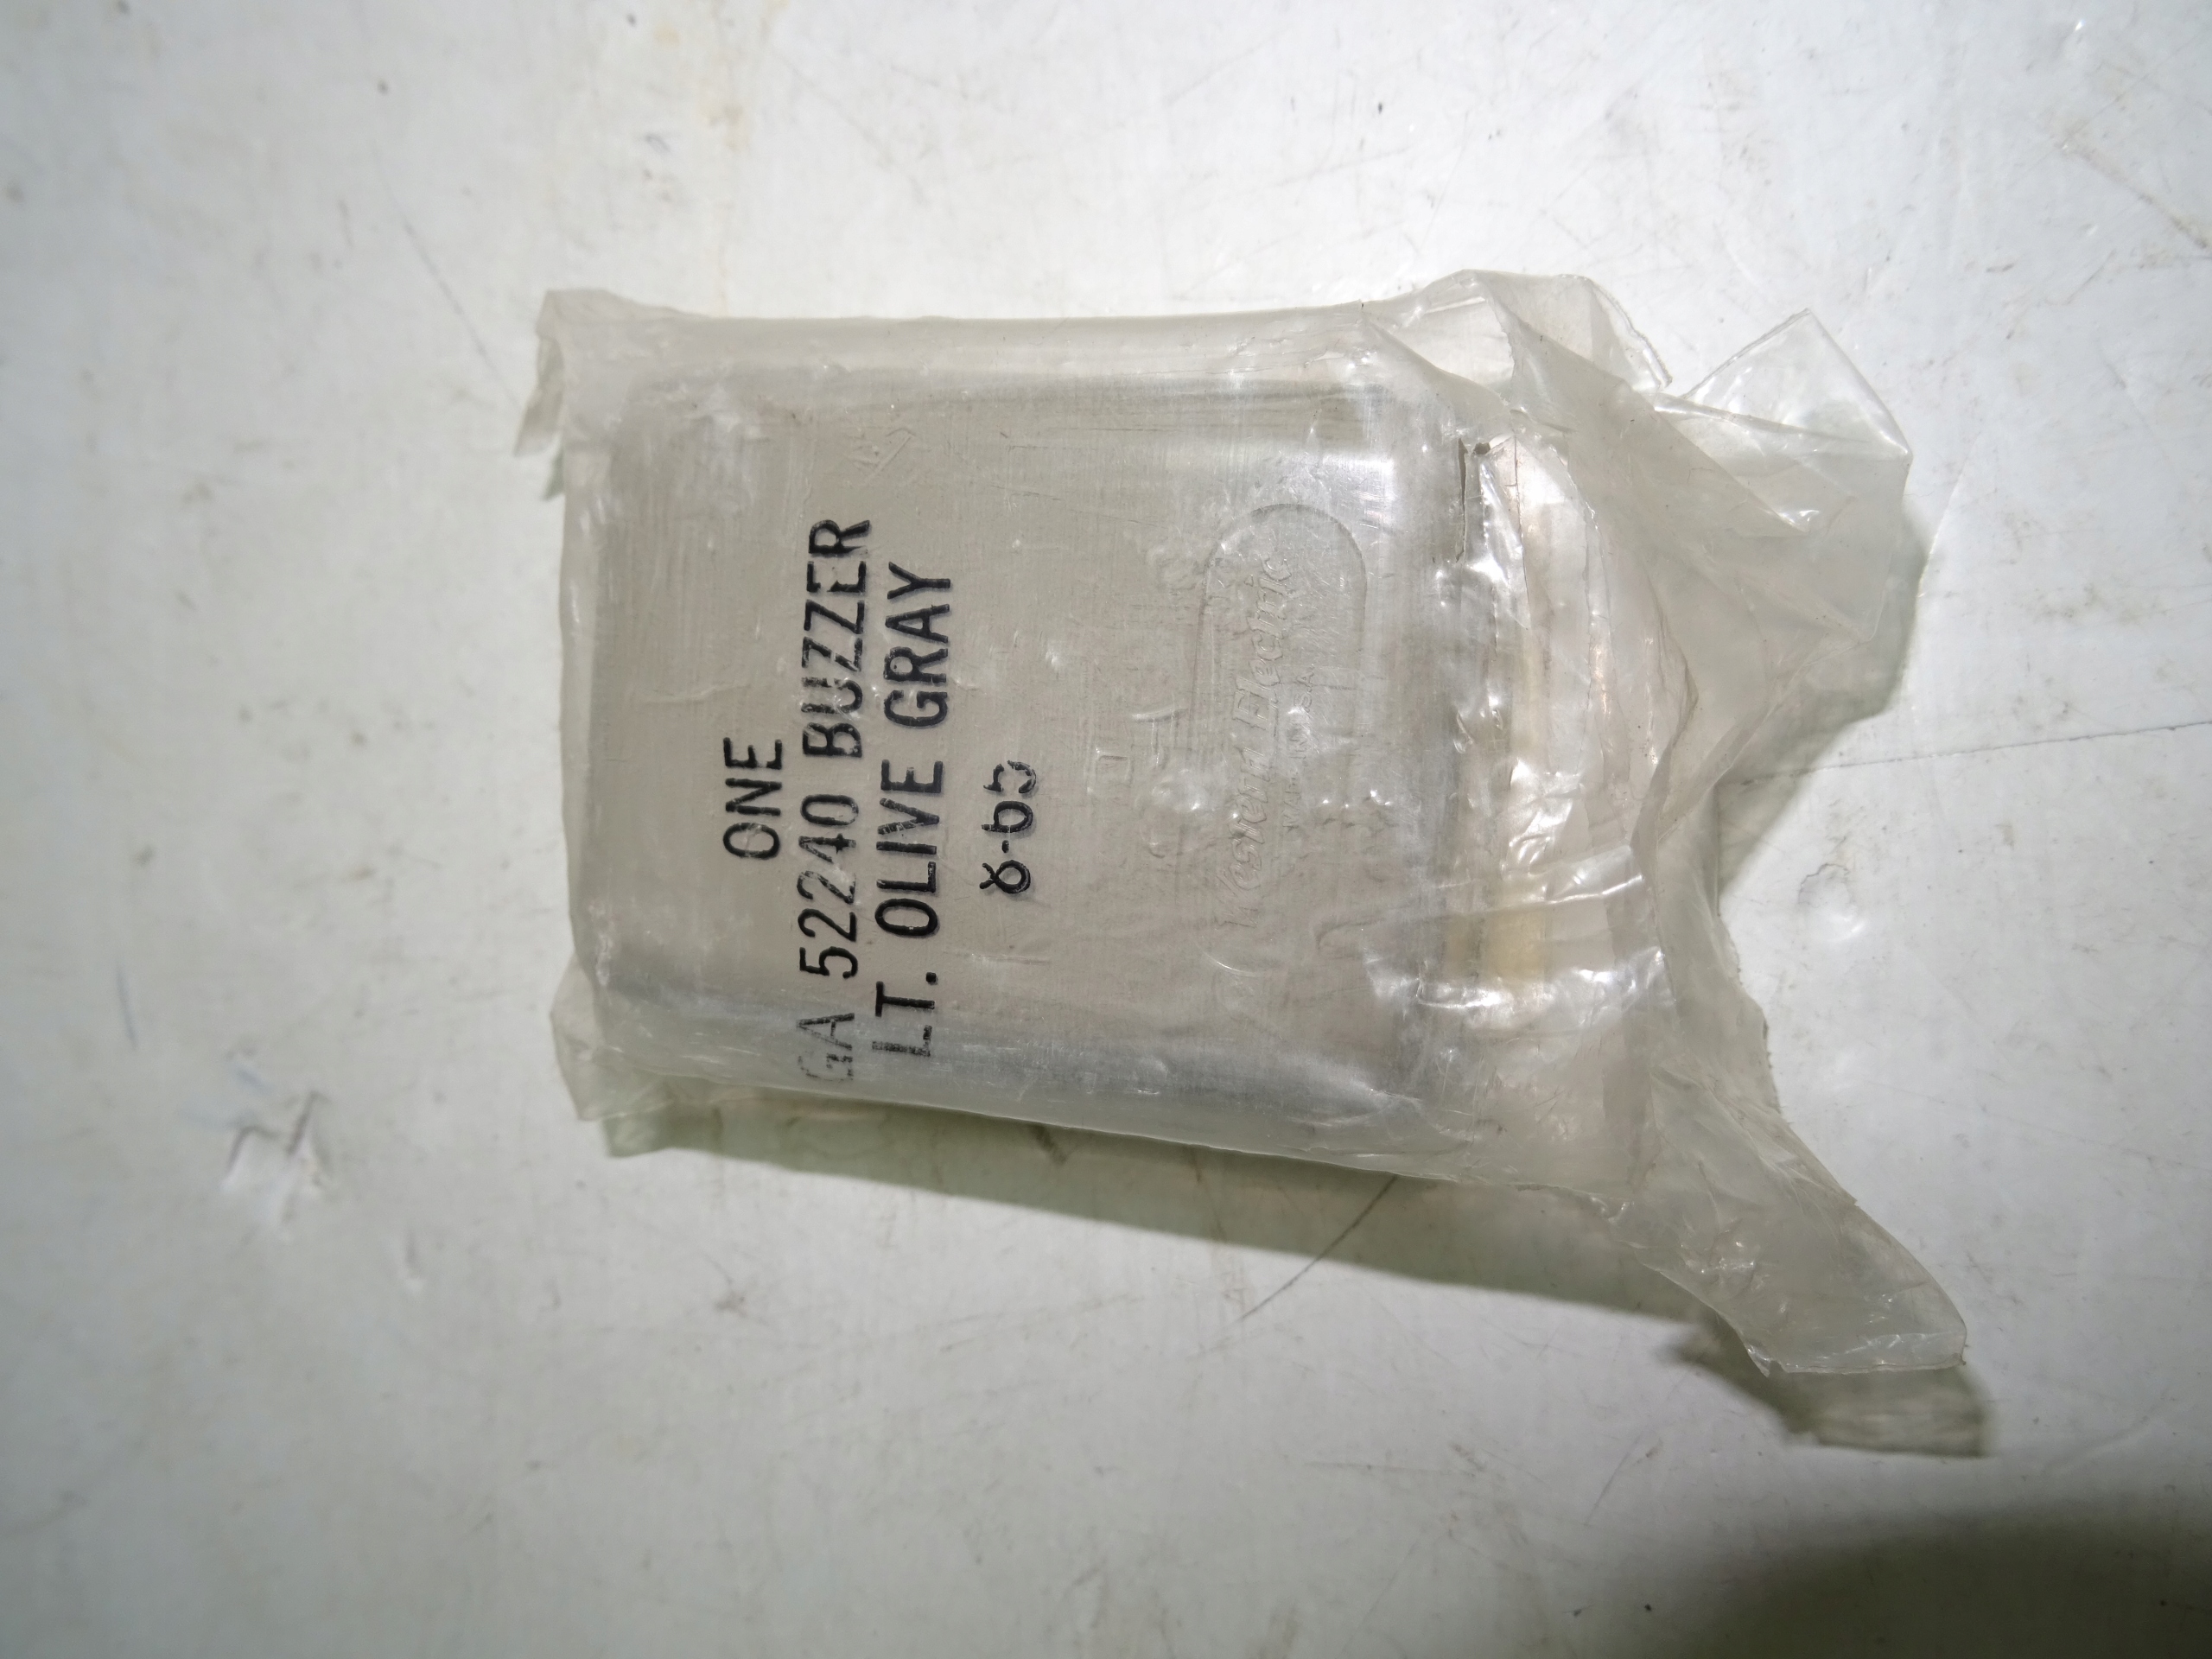 ONE
GA 52240 BUZZER
LT. OLIVE GRAY
8-65
Western Electric